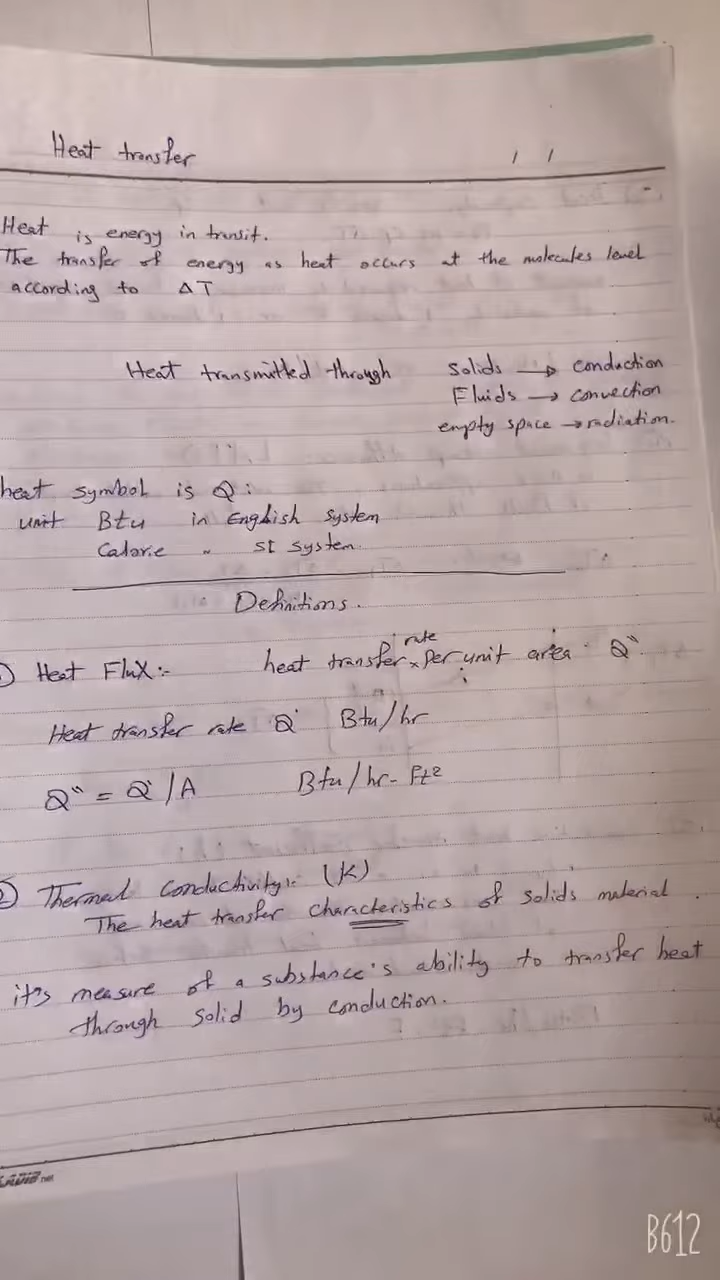 Heat transfer / /
Heat is energy in transit.
The transfer of energy as heat occurs at the molecules level
according to ΔT
Heat transmitted through solids → conduction
Fluids → convection
empty space → radiation.
heat symbol is Q:
unit Btu in English system
Calorie " SI system.
Definitions.
Heat Flux:- heat transfer rate per unit area. Q̇"
Heat transfer rate Q̇ Btu/hr
Q̇" = Q̇/A Btu/hr-Ft²
2) Thermal conductivity:. (K)
The heat transfer characteristics of solids material.
it's measure of a substance's ability to transfer heat
through solid by conduction.
B612